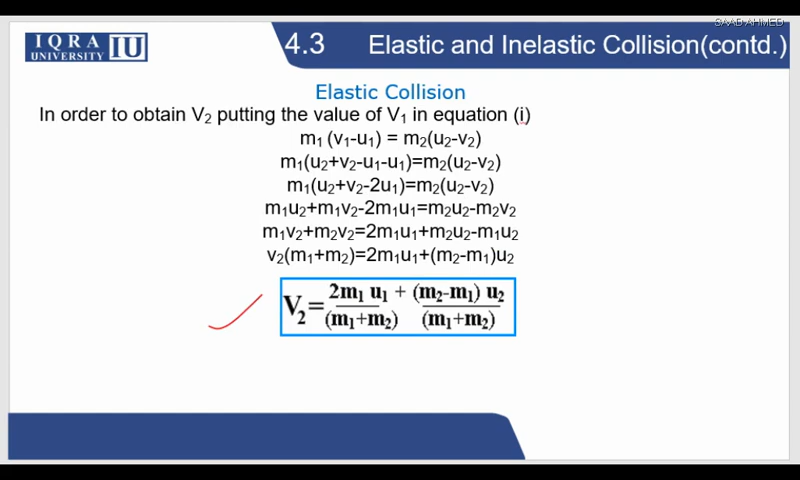 SAAD AHMED
IQRA
UNIVERSITY IU
4.3 Elastic and Inelastic Collision(contd.)
Elastic Collision
In order to obtain V₂ putting the value of V₁ in equation (i)
m₁ (v₁-u₁) = m₂(u₂-v₂)
m₁(u₂+v₂-u₁-u₁)=m₂(u₂-v₂)
m₁(u₂+v₂-2u₁)=m₂(u₂-v₂)
m₁u₂+m₁v₂-2m₁u₁=m₂u₂-m₂v₂
m₁v₂+m₂v₂=2m₁u₁+m₂u₂-m₁u₂
v₂(m₁+m₂)=2m₁u₁+(m₂-m₁)u₂
2m₁ u₁ + (m₂-m₁) u₂
V₂=
(m₁+m₂) (m₁+m₂)